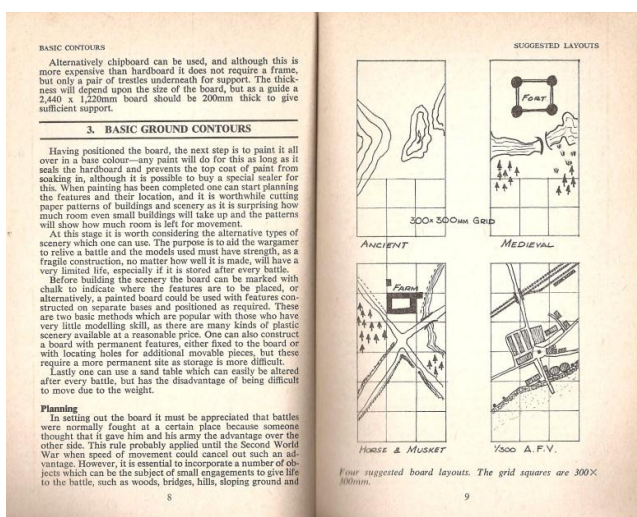 BASIC CONTOURS
Alternatively chipboard can be used, and although this is
more expensive than hardboard it does not require a frame,
but only a pair of trestles underneath for support. The thick-
ness will depend upon the size of the board, but as a guide a
2,440 x 1,220mm board should be 200mm thick to give
sufficient support.
3. BASIC GROUND CONTOURS
Having positioned the board, the next step is to paint it all
over in a base colour—any paint will do for this as long as it
seals the hardboard and prevents the top coat of paint from
soaking in, although it is possible to buy a special sealer for
this. When painting has been completed one can start planning
the features and their location, and it is worthwhile cutting
paper patterns of buildings and scenery as it is surprising how
much room even small buildings will take up and the patterns
will show how much room is left for movement.
At this stage it is worth considering the alternative types of
scenery which one can use. The purpose is to aid the wargamer
to relive a battle and the models used must have strength, as a
fragile construction, no matter how well it is made, will have a
very limited life, especially if it is stored after every battle.
Before building the scenery the board can be marked with
chalk to indicate where the features are to be placed, or
alternatively, a painted board could be used with features con-
structed on separate bases and positioned as required. These
are two basic methods which are popular with those who have
very little modelling skill, as there are many kinds of plastic
scenery available at a reasonable price. One can also construct
a board with permanent features, either fixed to the board or
with locating holes for additional movable pieces, but these
require a more permanent site as storage is more difficult.
Lastly one can use a sand table which can easily be altered
after every battle, but has the disadvantage of being difficult
to move due to the weight.
Planning
In setting out the board it must be appreciated that battles
were normally fought at a certain place because someone
thought that it gave him and his army the advantage over the
other side. This rule probably applied until the Second World
War when speed of movement could cancel out such an ad-
vantage. However, it is essential to incorporate a number of ob-
jects which can be the subject of small engagements to give life
to the battle, such as woods, bridges, hills, sloping ground and
8
SUGGESTED LAYOUTS
FORT
300 x 300MM GRID
ANCIENT
MEDIEVAL
FARM
HORSE & MUSKET
1/300 A.F.V.
Four suggested board layouts. The grid squares are 300×
300mm.
9